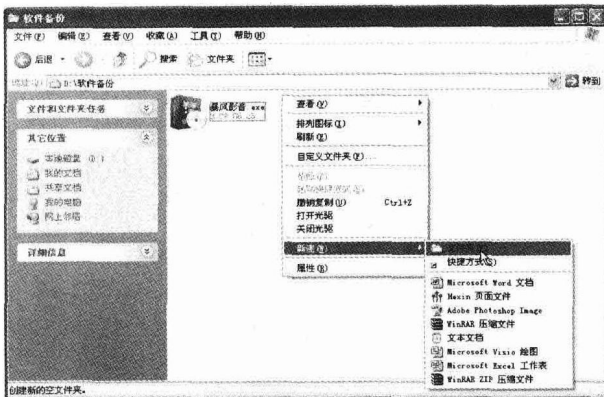 软件备份
文件(F) 编辑(E) 查看(V) 收藏(A) 工具(T) 帮助(H)
后退 搜索 文件夹
D:\软件备份 转到
文件和文件夹任务
其它位置
我的文档
共享文档
我的电脑
网上邻居
详细信息
暴风影音.exe
查看(V)
排列图标(I)
刷新(E)
自定义文件夹(F)...
撤销复制(U) Ctrl+Z
打开光驱
关闭光驱
新建(W)
属性(R)
快捷方式(S)
Microsoft Word 文档
Maxin 页面文件
Adobe Photoshop Image
WinRAR 压缩文件
文本文档
Microsoft Visio 绘图
Microsoft Excel 工作表
WinRAR ZIP 压缩文件
创建新的空文件夹。